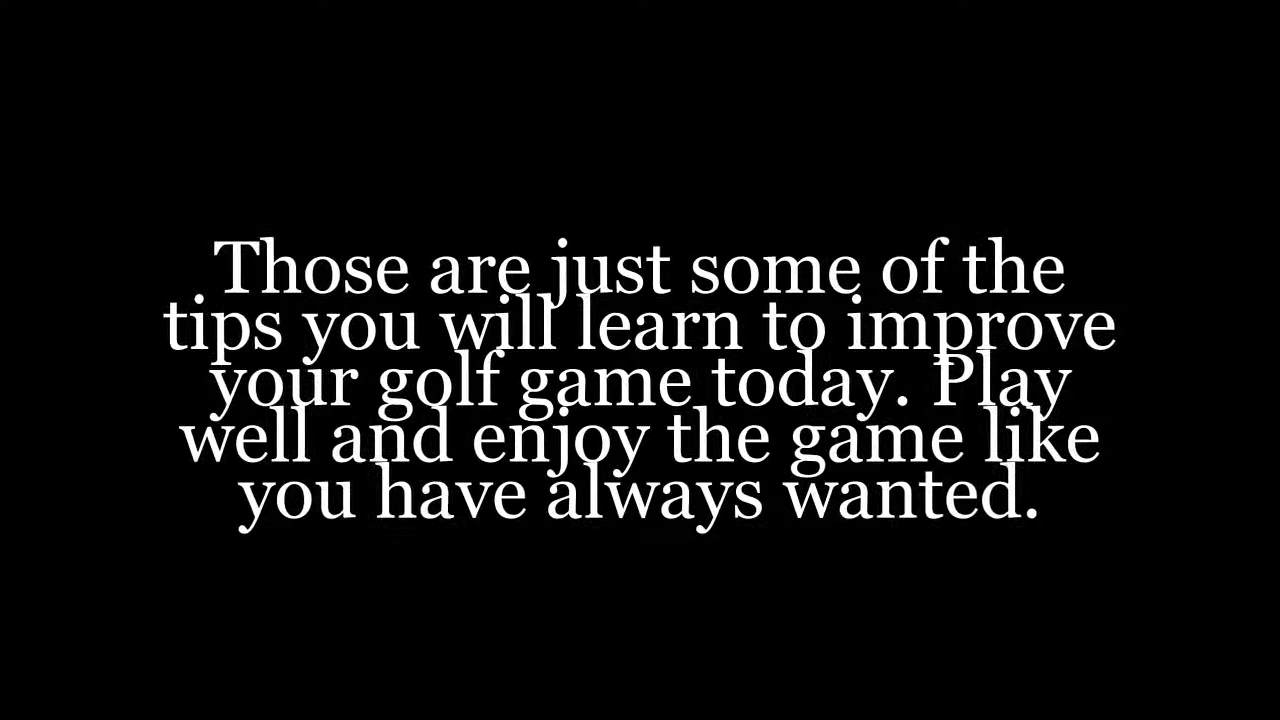 Those are just some of the
tips you will learn to improve
your golf game today. Play
well and enjoy the game like
you have always wanted.